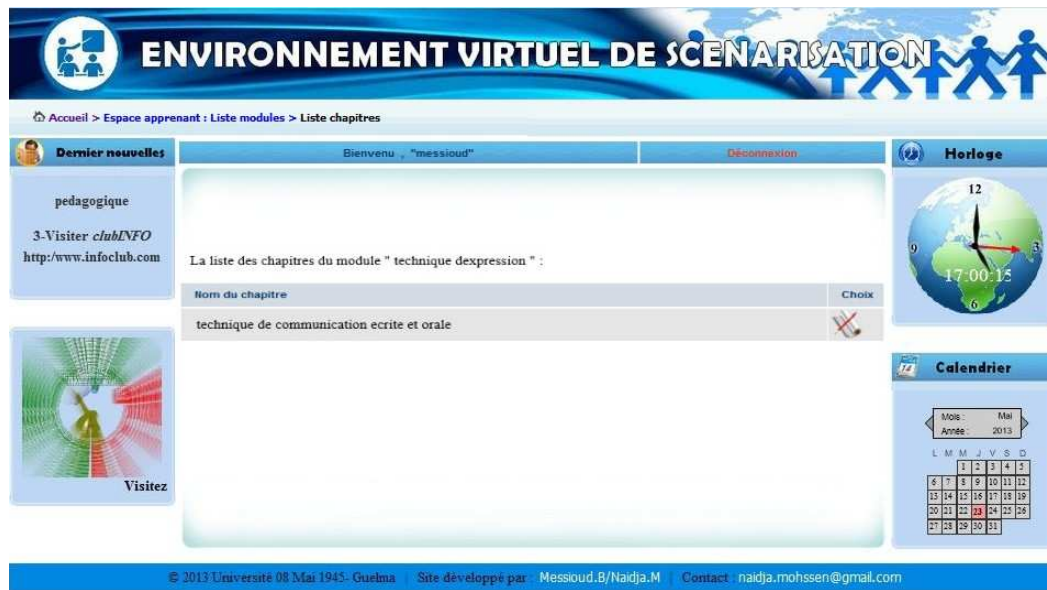 ENVIRONNEMENT VIRTUEL DE SCENARISATION
Accueil > Espace apprenant : Liste modules > Liste chapitres
Dernier nouvelles
Bienvenu , "messioud"
Déconnexion
Horloge
pedagogique
3-Visiter clubINFO
http:/www.infoclub.com
12
9
3
6
17:00:15
La liste des chapitres du module " technique dexpression " :
Nom du chapitre
Choix
technique de communication ecrite et orale
Visitez
14
Calendrier
Mois : Mai
Année : 2013
L M M J V S D
1 2 3 4 5
6 7 8 9 10 11 12
13 14 15 16 17 18 19
20 21 22 23 24 25 26
27 28 29 30 31
© 2013 Université 08 Mai 1945- Guelma | Site développé par : Messioud.B/Naidja.M | Contact : naidja.mohssen@gmail.com